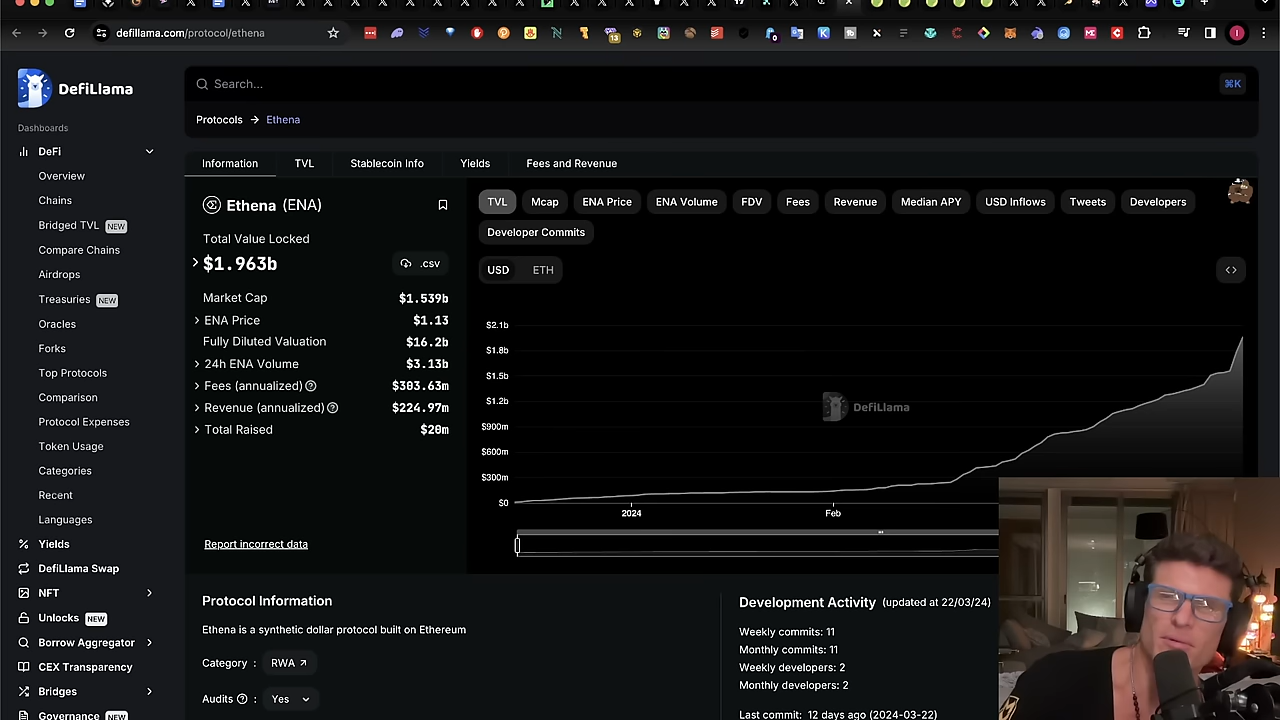 defillama.com/protocol/ethena
13
DefiLlama
Search...
⌘K
Dashboards
DeFi
Overview
Chains
Bridged TVL NEW
Compare Chains
Airdrops
Treasuries NEW
Oracles
Forks
Top Protocols
Comparison
Protocol Expenses
Token Usage
Categories
Recent
Languages
Yields
DefiLlama Swap
NFT
Unlocks NEW
Borrow Aggregator
CEX Transparency
Bridges
Governance NEW
Protocols → Ethena
Information TVL Stablecoin Info Yields Fees and Revenue
Ethena (ENA)
Total Value Locked
$1.963b
.csv
Market Cap $1.539b
ENA Price $1.13
Fully Diluted Valuation $16.2b
24h ENA Volume $3.13b
Fees (annualized) $303.63m
Revenue (annualized) $224.97m
Total Raised $20m
Report incorrect data
TVL Mcap ENA Price ENA Volume FDV Fees Revenue Median APY USD Inflows Tweets Developers
Developer Commits
USD ETH
$2.1b
$1.8b
$1.5b
$1.2b
$900m
$600m
$300m
$0
DefiLlama
2024 Feb
Protocol Information
Ethena is a synthetic dollar protocol built on Ethereum
Category : RWA
Audits : Yes
Development Activity (updated at 22/03/24)
Weekly commits: 11
Monthly commits: 11
Weekly developers: 2
Monthly developers: 2
Last commit: 12 days ago (2024-03-22)